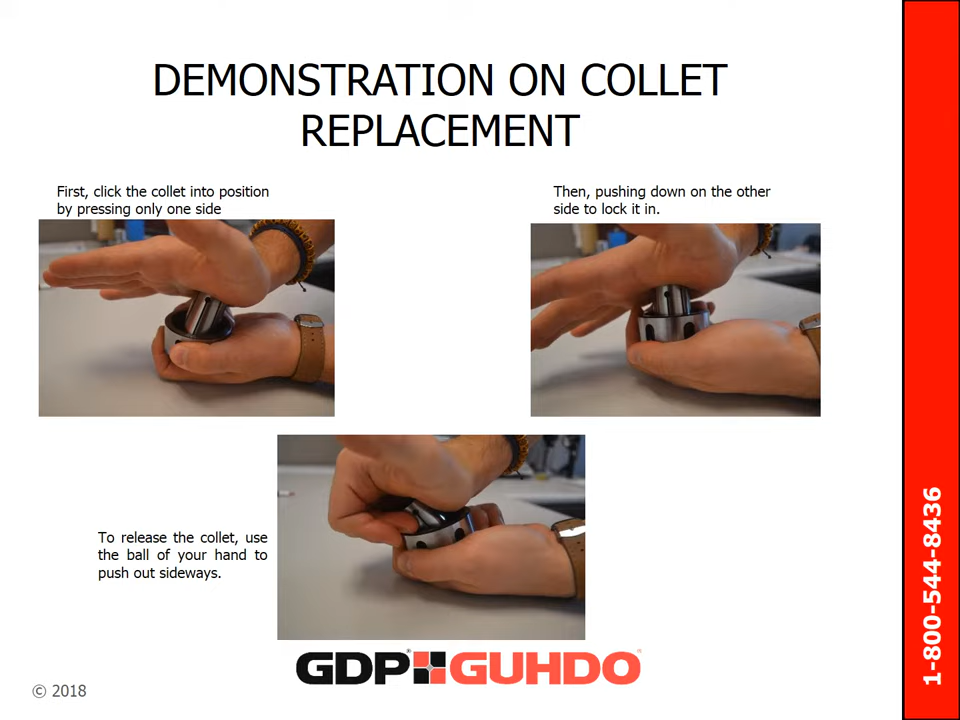 DEMONSTRATION ON COLLET
REPLACEMENT
First, click the collet into position
by pressing only one side
Then, pushing down on the other
side to lock it in.
To release the collet, use
the ball of your hand to
push out sideways.
GDP® GUHDO®
© 2018
1-800-544-8436